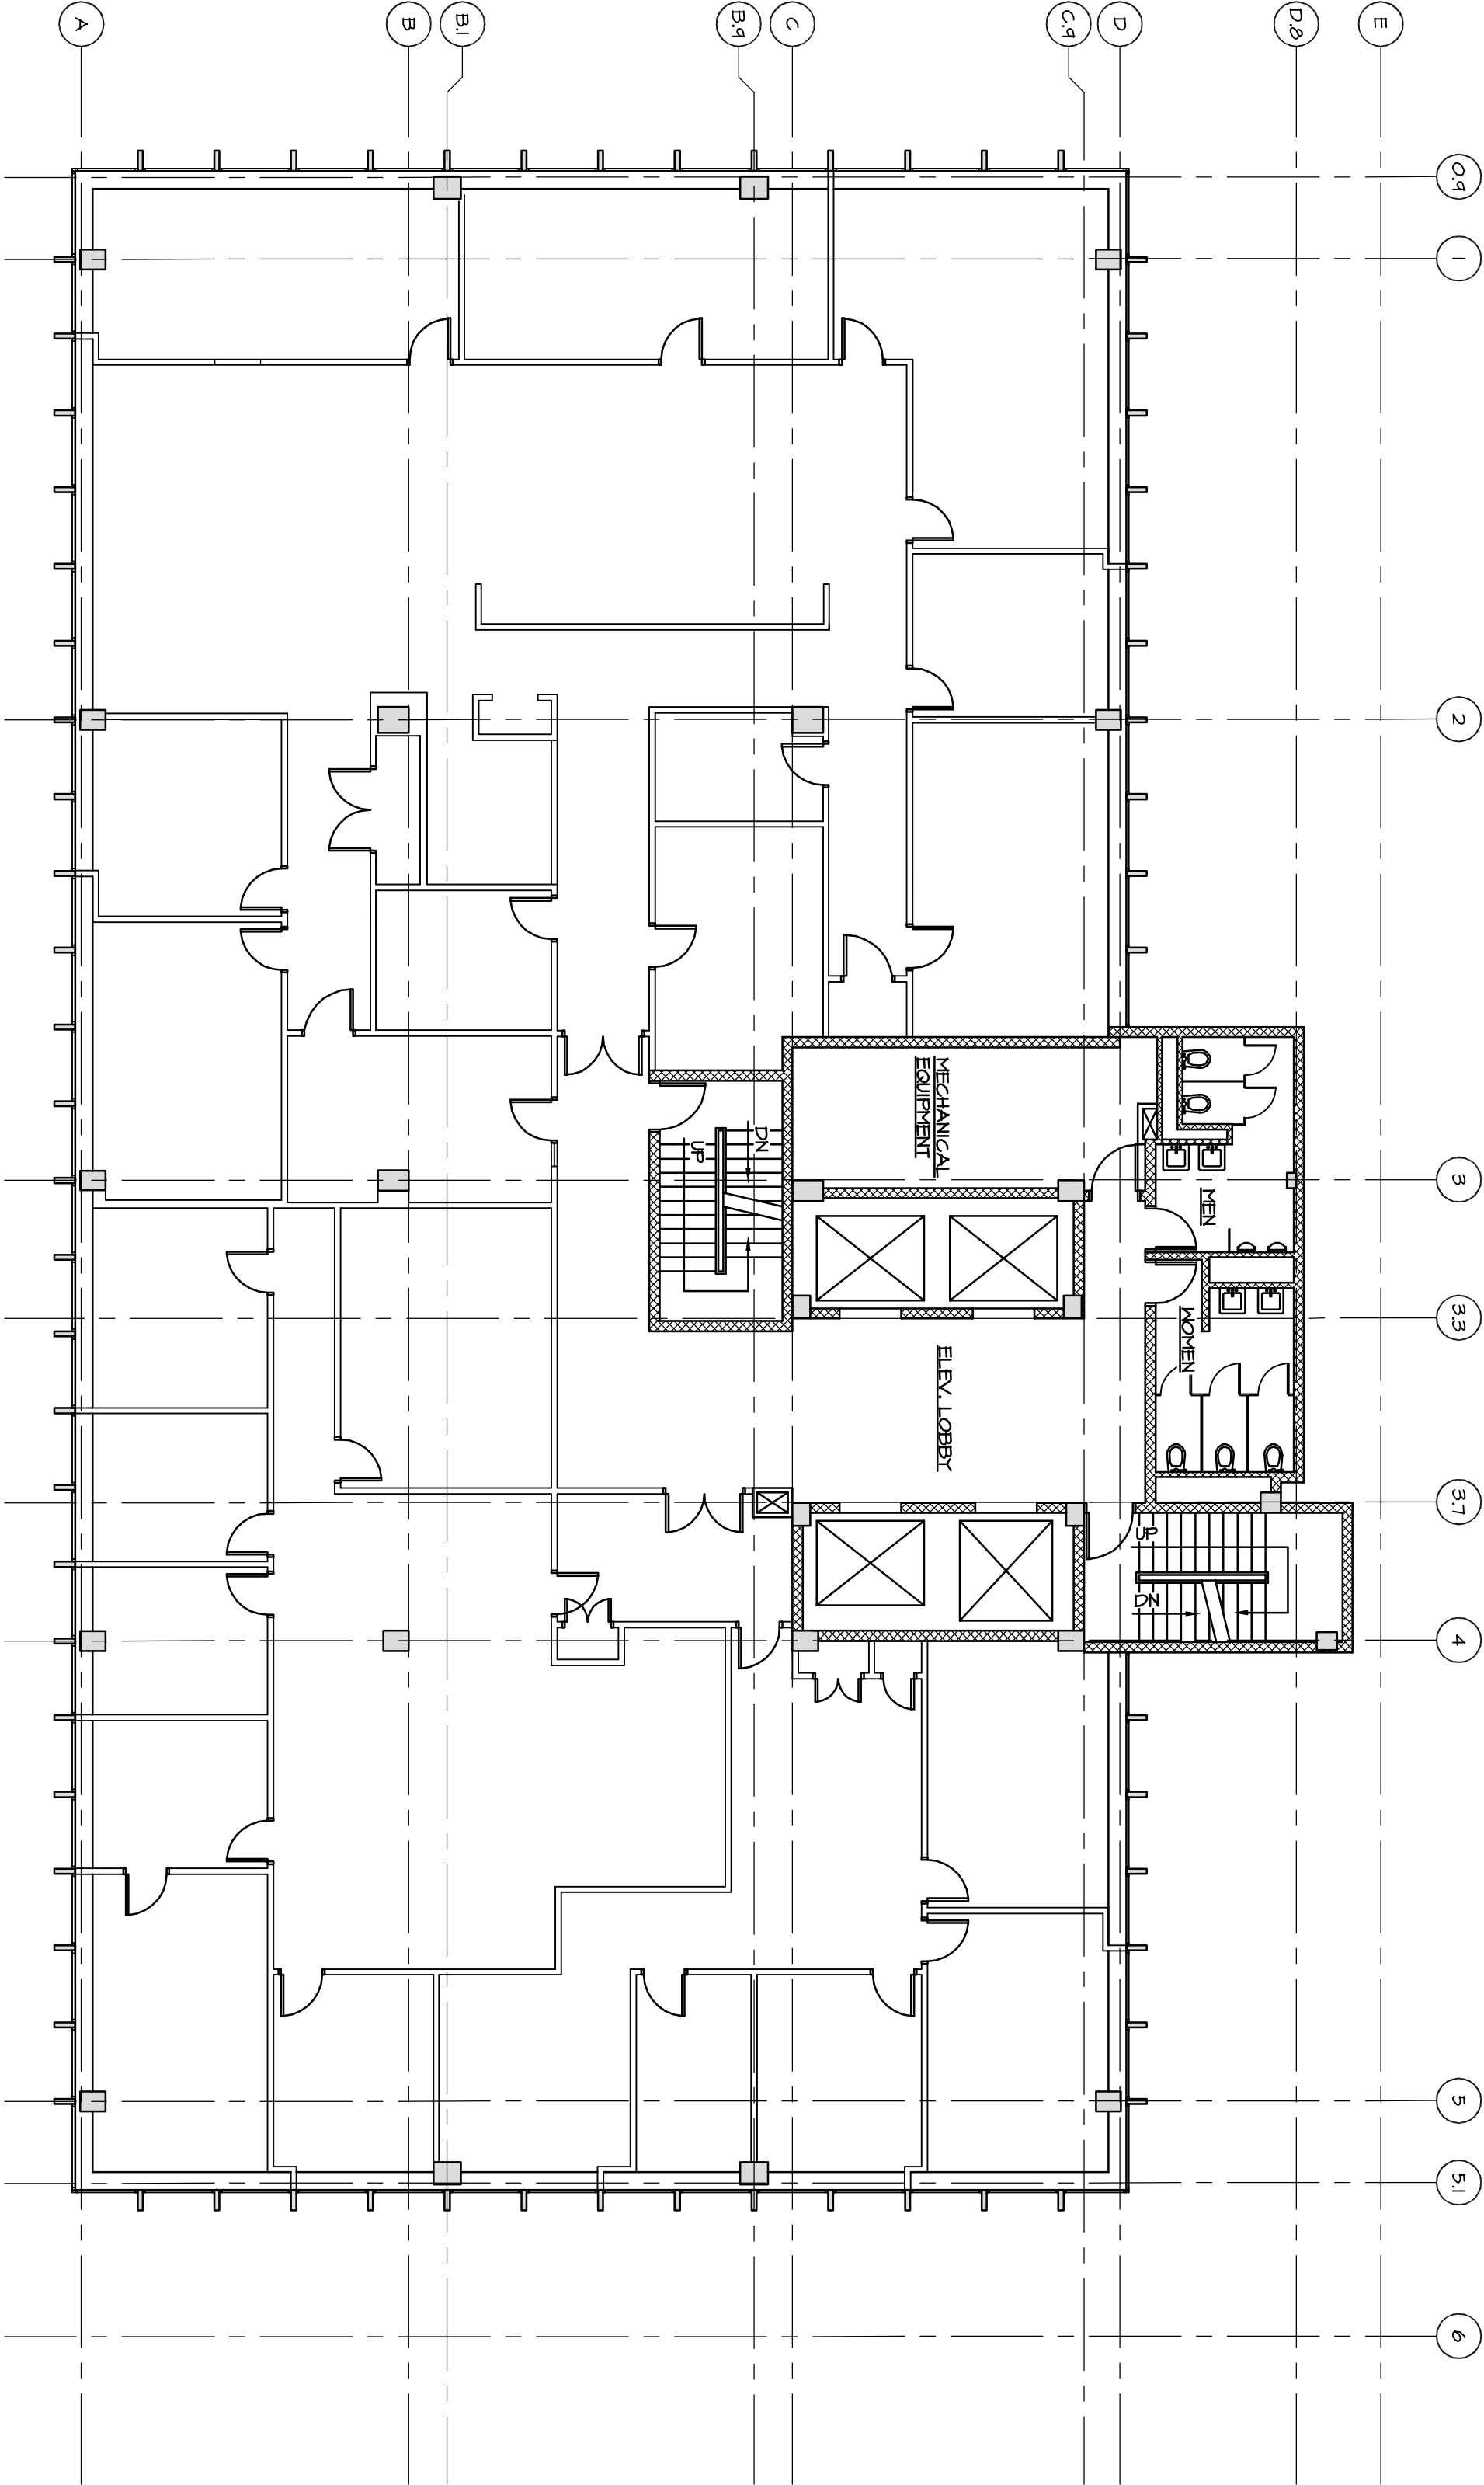 A
B
B.1
B.9
C
C.9
D
D.8
E
0.9
1
2
3
3.3
3.7
4
5
5.1
6
MECHANICAL
EQUIPMENT
MEN
WOMEN
DN
UP
ELEV. LOBBY
UP
DN